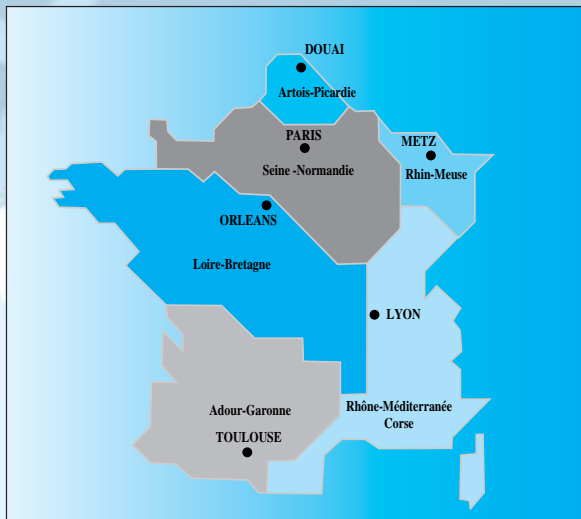 DOUAI
Artois-Picardie
PARIS
METZ
Seine -Normandie
Rhin-Meuse
ORLEANS
Loire-Bretagne
LYON
Adour-Garonne
Rhône-Méditerranée
Corse
TOULOUSE